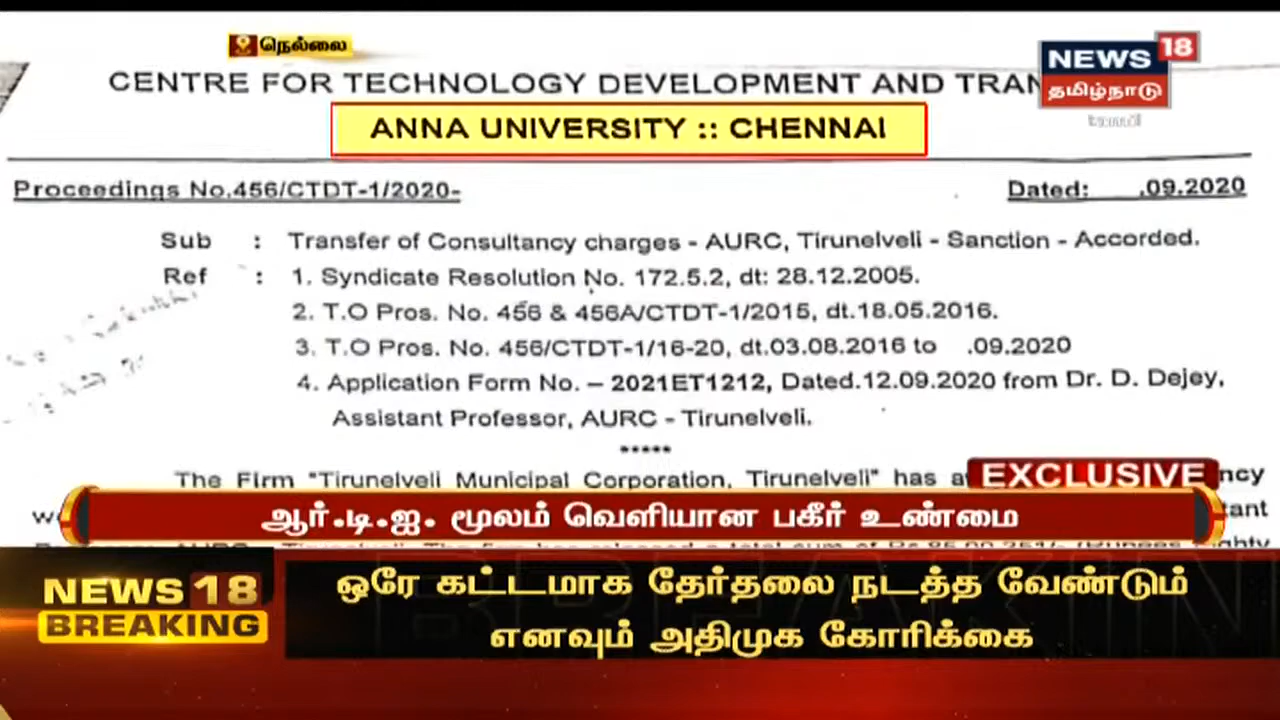 நெல்லை
NEWS 18
தமிழ்நாடு
CENTRE FOR TECHNOLOGY DEVELOPMENT AND
ANNA UNIVERSITY :: CHENNAI
Proceedings No.456/CTDT-1/2020-
Dated: .09.2020
Sub : Transfer of Consultancy charges - AURC, Tirunelveli - Sanction - Accorded.
Ref : 1. Syndicate Resolution No. 172.5.2, dt: 28.12.2005.
2. T.O Pros. No. 456 & 456A/CTDT-1/2015, dt.18.05.2016.
3. T.O Pros. No. 456/CTDT-1/16-20, dt.03.08.2016 to .09.2020
4. Application Form No. – 2021ET1212, Dated.12.09.2020 from Dr. D. Dejey,
Assistant Professor, AURC - Tirunelveli.
*****
The Firm "Tirunelveli Municipal Corporation, Tirunelveli" has
EXCLUSIVE
ஆர்.டி.ஐ. மூலம் வெளியான பகீர் உண்மை
NEWS 18
BREAKING
ஒரே கட்டமாக தேர்தலை நடத்த வேண்டும்
எனவும் அதிமுக கோரிக்கை